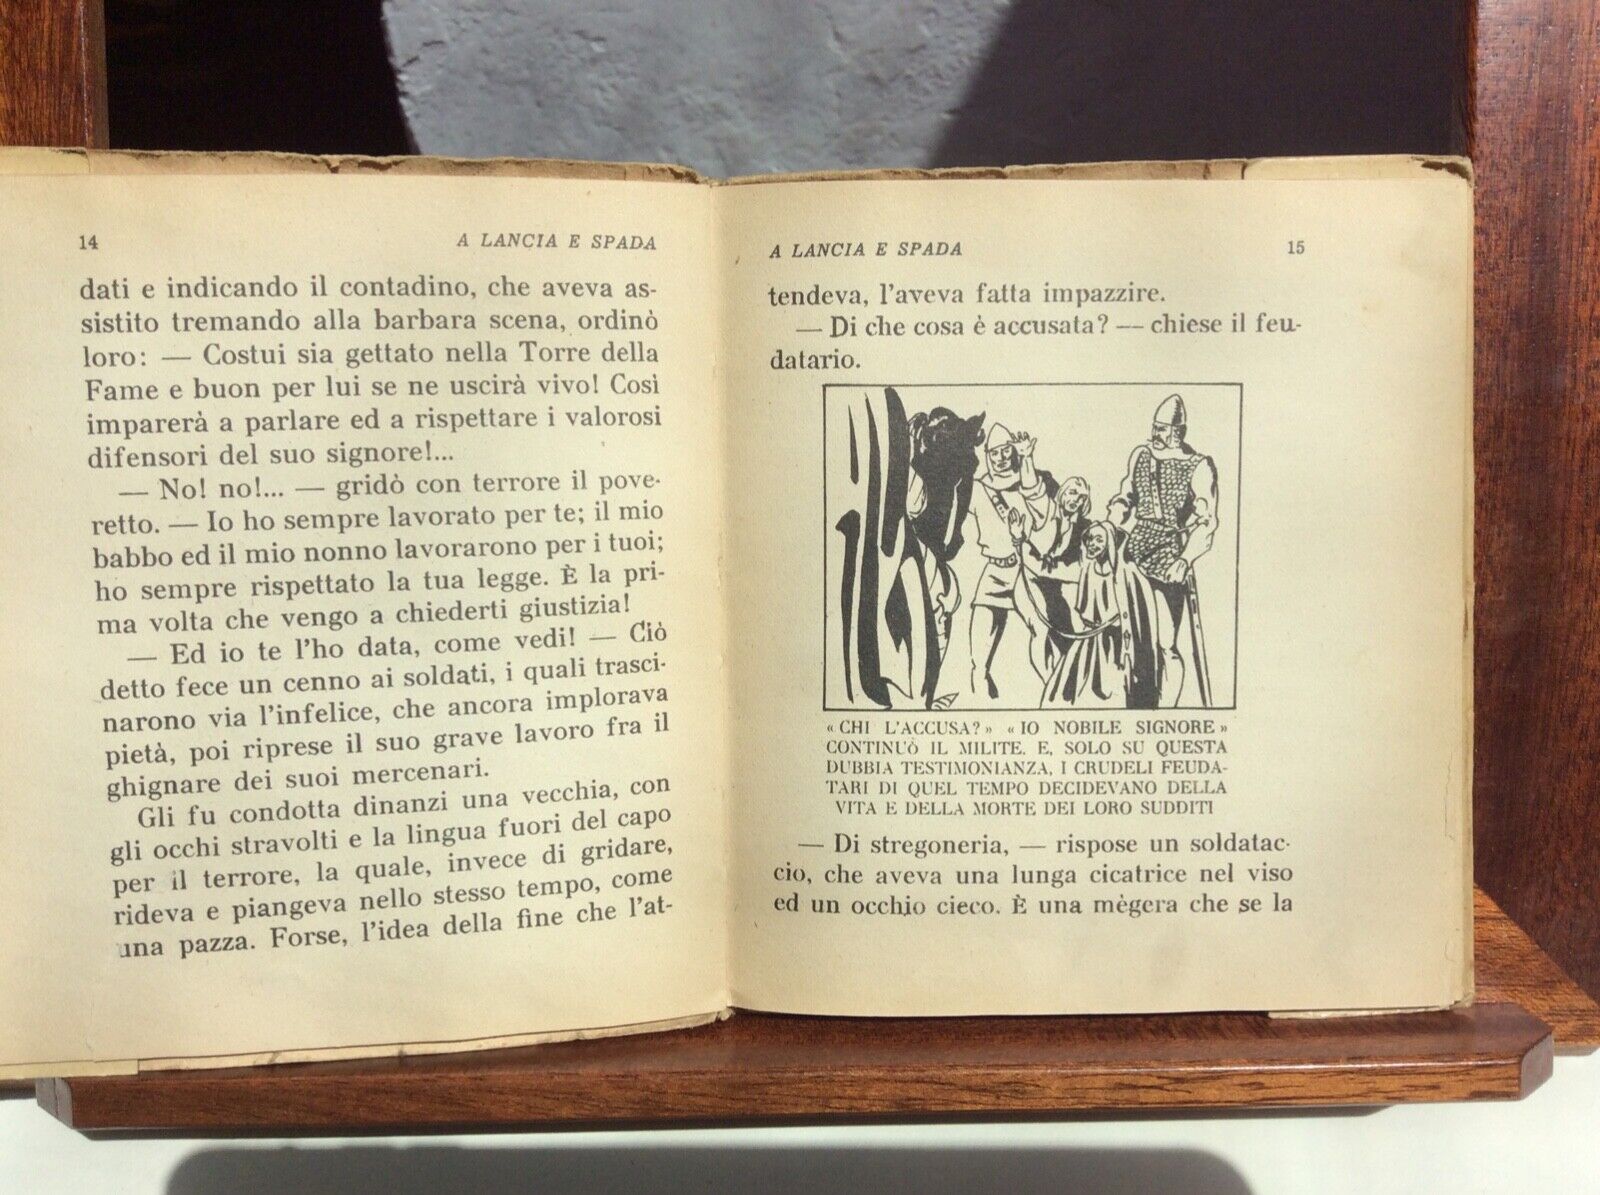 14 A LANCIA E SPADA
dati e indicando il contadino, che aveva as-
sistito tremando alla barbara scena, ordinò
loro: — Costui sia gettato nella Torre della
Fame e buon per lui se ne uscirà vivo! Così
imparerà a parlare ed a rispettare i valorosi
difensori del suo signore!...
— No! no!... — gridò con terrore il pove-
retto. — Io ho sempre lavorato per te; il mio
babbo ed il mio nonno lavorarono per i tuoi;
ho sempre rispettato la tua legge. È la pri-
ma volta che vengo a chiederti giustizia!
— Ed io te l'ho data, come vedi! — Ciò
detto fece un cenno ai soldati, i quali trasci-
narono via l'infelice, che ancora implorava
pietà, poi riprese il suo grave lavoro fra il
ghignare dei suoi mercenari.
Gli fu condotta dinanzi una vecchia, con
gli occhi stravolti e la lingua fuori del capo
per il terrore, la quale, invece di gridare,
rideva e piangeva nello stesso tempo, come
una pazza. Forse, l'idea della fine che l'at-
A LANCIA E SPADA 15
tendeva, l'aveva fatta impazzire.
— Di che cosa è accusata? — chiese il feu-
datario.
« CHI L'ACCUSA? » « IO NOBILE SIGNORE »
CONTINUÒ IL MILITE. E, SOLO SU QUESTA
DUBBIA TESTIMONIANZA, I CRUDELI FEUDA-
TARI DI QUEL TEMPO DECIDEVANO DELLA
VITA E DELLA MORTE DEI LORO SUDDITI
— Di stregoneria, — rispose un soldatac-
cio, che aveva una lunga cicatrice nel viso
ed un occhio cieco. È una mègera che se la